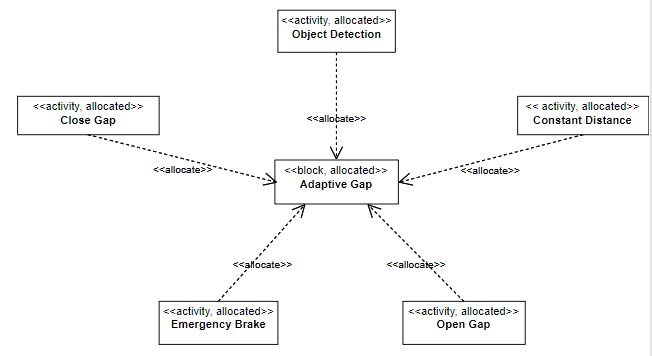 <<activity, allocated>>
Object Detection
<<activity, allocated>>
Close Gap
<<allocate>>
<< activity, allocated>>
Constant Distance
<<allocate>>
<<block, allocated>>
Adaptive Gap
<<allocate>>
<<allocate>>
<<allocate>>
<<activity, allocated>>
Emergency Brake
<<activity, allocated>>
Open Gap